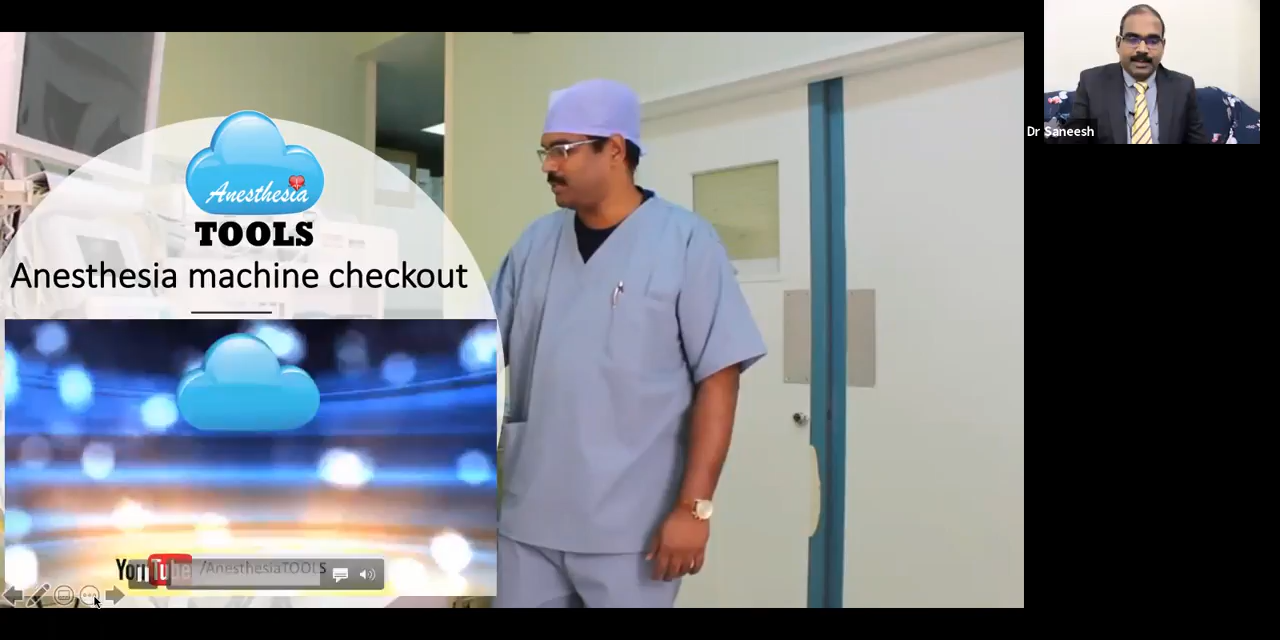 Anesthesia
TOOLS
Anesthesia machine checkout
YouTube /AnesthesiaTOOLS
Dr Saneesh